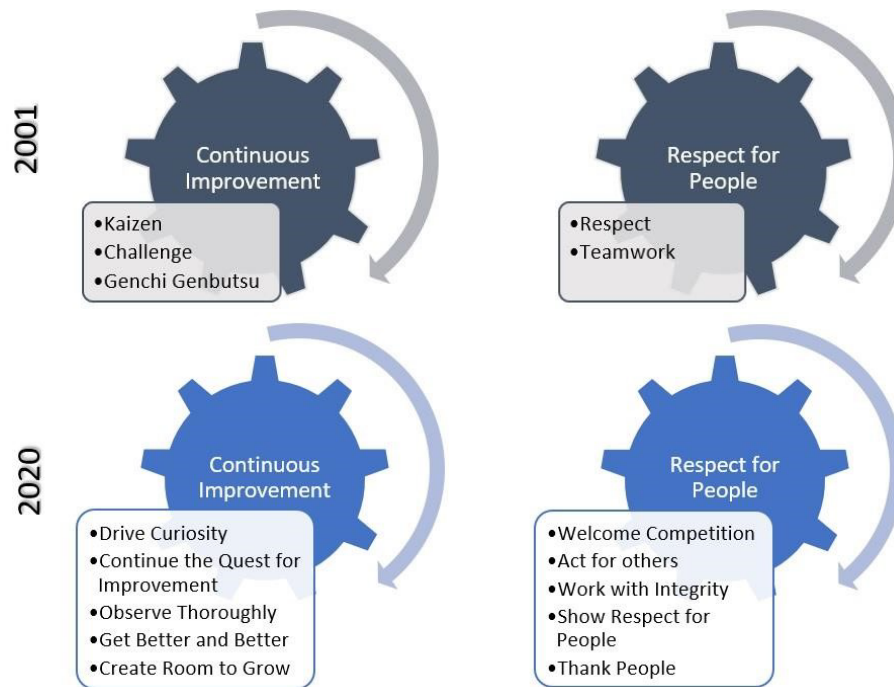 2001
Continuous
Improvement
•Kaizen
•Challenge
•Genchi Genbutsu
Respect for
People
•Respect
•Teamwork
2020
Continuous
Improvement
•Drive Curiosity
•Continue the Quest for
Improvement
•Observe Thoroughly
•Get Better and Better
•Create Room to Grow
Respect for
People
•Welcome Competition
•Act for others
•Work with Integrity
•Show Respect for
People
•Thank People